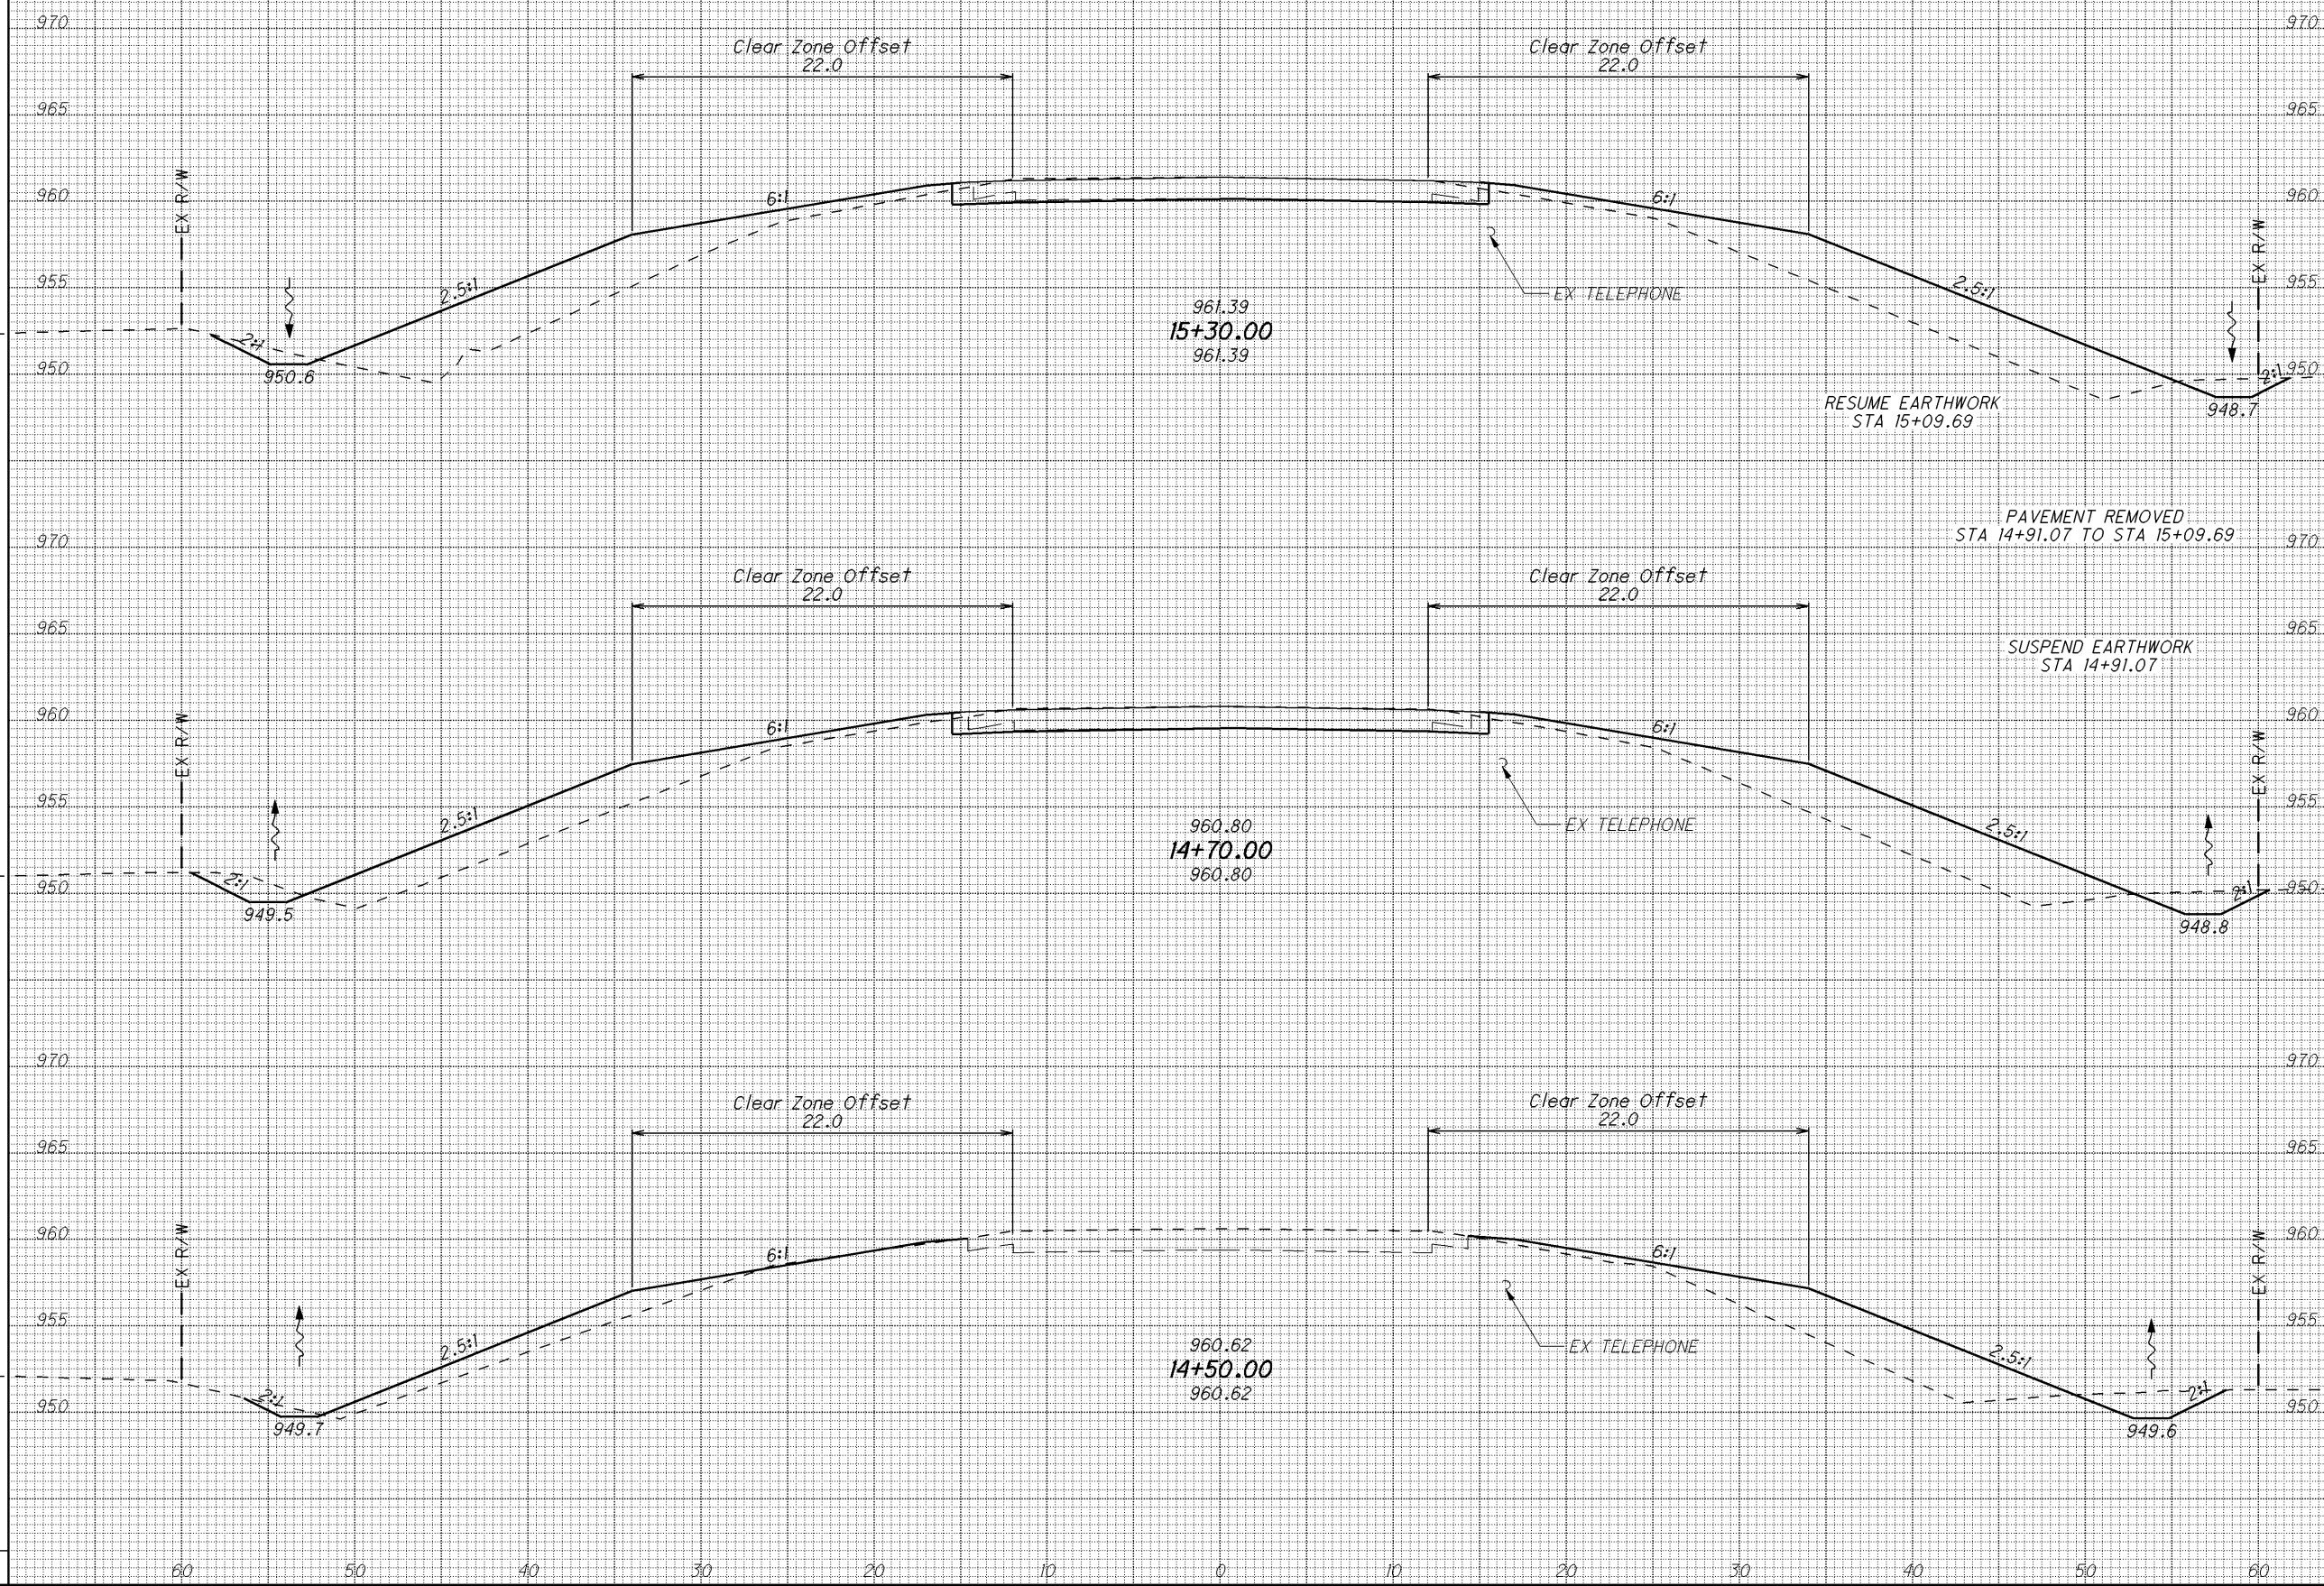 970 970
Clear Zone Offset Clear Zone Offset
22.0 22.0
965 965
EX R/W 960 6:1 6:1 960 EX R/W
955 2.5:1 EX TELEPHONE 2.5:1 955
961.39
15+30.00
961.39
2:1 950 950.6 2:1 950 948.7
RESUME EARTHWORK
STA 15+09.69
PAVEMENT REMOVED
STA 14+91.07 TO STA 15+09.69
970 970
Clear Zone Offset Clear Zone Offset
22.0 22.0
965 965
SUSPEND EARTHWORK
STA 14+91.07
EX R/W 960 6:1 6:1 960 EX R/W
955 2.5:1 EX TELEPHONE 2.5:1 955
960.80
14+70.00
960.80
950 2:1 949.5 2:1 950 948.8
970 970
Clear Zone Offset Clear Zone Offset
22.0 22.0
965 965
EX R/W 960 6:1 6:1 960 EX R/W
955 2.5:1 EX TELEPHONE 2.5:1 955
960.62
14+50.00
960.62
950 2:1 949.7 2:1 950 949.6
60 50 40 30 20 10 0 10 20 30 40 50 60